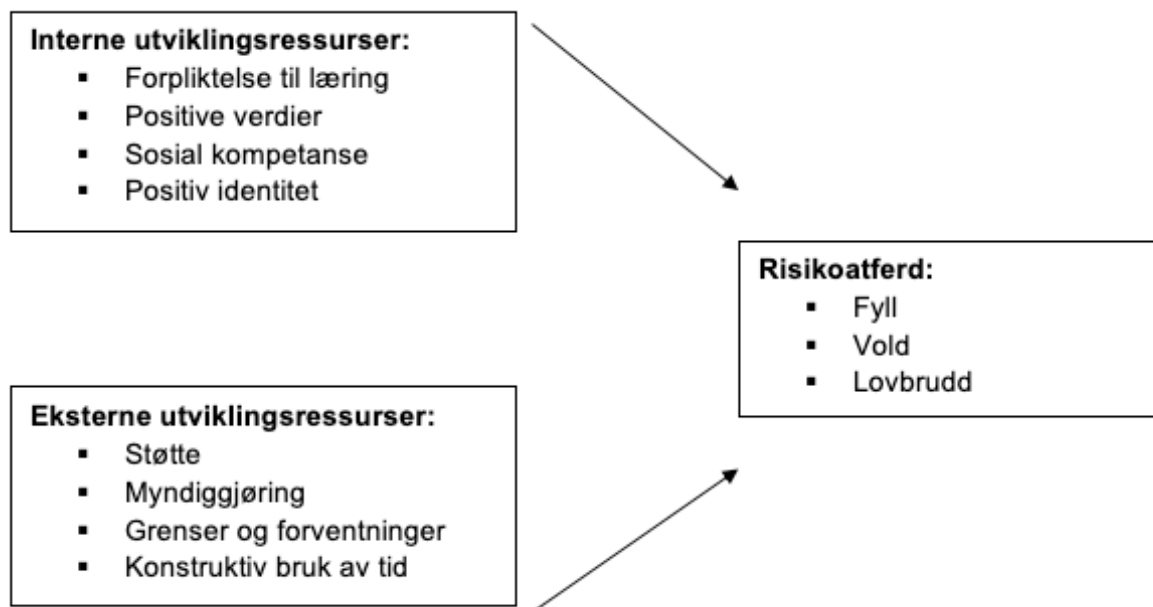 Interne utviklingsressurser:
▪ Forpliktelse til læring
▪ Positive verdier
▪ Sosial kompetanse
▪ Positiv identitet
Risikoatferd:
▪ Fyll
▪ Vold
▪ Lovbrudd
Eksterne utviklingsressurser:
▪ Støtte
▪ Myndiggjøring
▪ Grenser og forventninger
▪ Konstruktiv bruk av tid